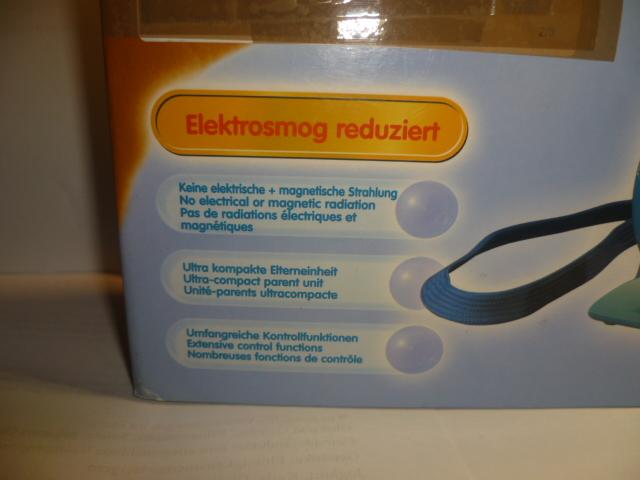 Elektrosmog reduziert
Keine elektrische + magnetische Strahlung
No electrical or magnetic radiation
Pas de radiations électriques et
magnétiques
Ultra kompakte Elterneinheit
Ultra-compact parent unit
Unité-parents ultracompacte
Umfangreiche Kontrollfunktionen
Extensive control functions
Nombreuses fonctions de contrôle